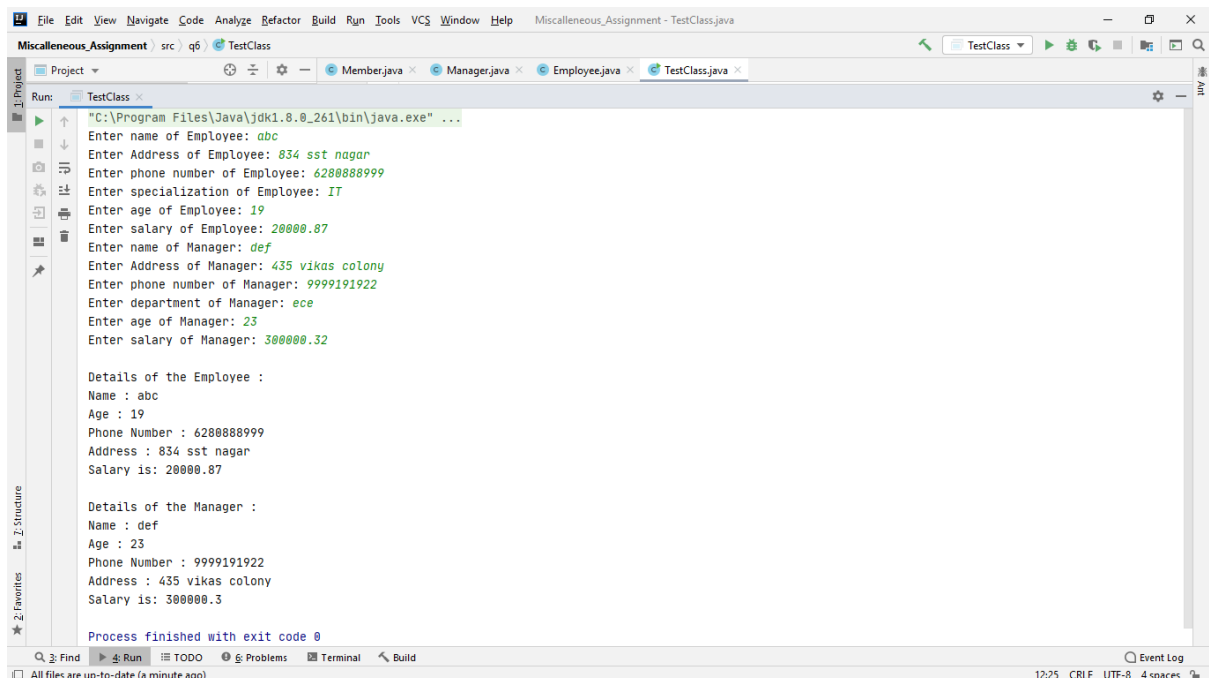 File Edit View Navigate Code Analyze Refactor Build Run Tools VCS Window Help Miscalleneous_Assignment - TestClass.java
Miscalleneous_Assignment src q6 TestClass TestClass
1: Project
Project Member.java Manager.java Employee.java TestClass.java
Ant
Run: TestClass
"C:\Program Files\Java\jdk1.8.0_261\bin\java.exe" ...
Enter name of Employee: abc
Enter Address of Employee: 834 sst nagar
Enter phone number of Employee: 6280888999
Enter specialization of Employee: IT
Enter age of Employee: 19
Enter salary of Employee: 20000.87
Enter name of Manager: def
Enter Address of Manager: 435 vikas colony
Enter phone number of Manager: 9999191922
Enter department of Manager: ece
Enter age of Manager: 23
Enter salary of Manager: 300000.32
Details of the Employee :
Name : abc
Age : 19
Phone Number : 6280888999
Address : 834 sst nagar
Salary is: 20000.87
Details of the Manager :
Name : def
Age : 23
Phone Number : 9999191922
Address : 435 vikas colony
Salary is: 300000.3
Process finished with exit code 0
7: Structure
2: Favorites
3: Find 4: Run TODO 6: Problems Terminal Build Event Log
All files are up-to-date (a minute ago) 12:25 CRLF UTF-8 4 spaces